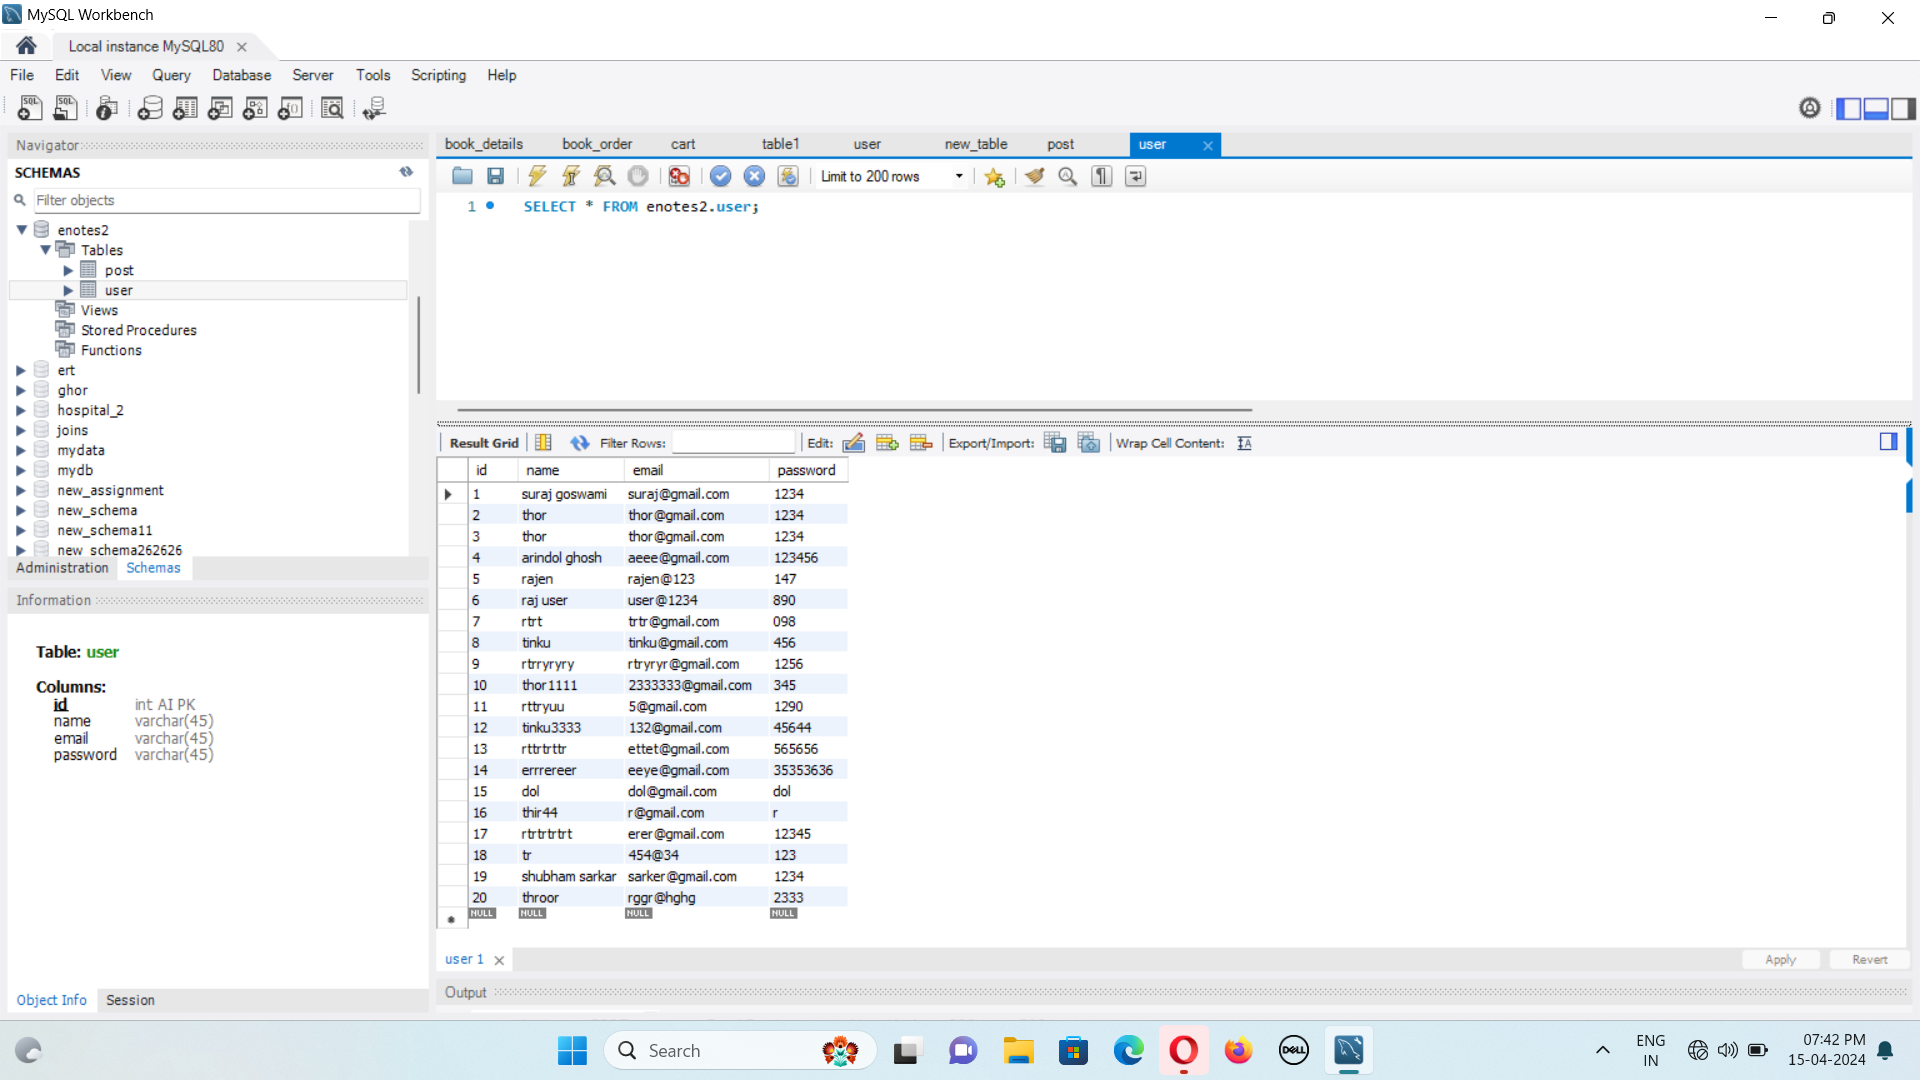 MySQL Workbench
Local instance MySQL80
File Edit View Query Database Server Tools Scripting Help
Navigator
SCHEMAS
Filter objects
enotes2
Tables
post
user
Views
Stored Procedures
Functions
ert
ghor
hospital_2
joins
mydata
mydb
new_assignment
new_schema
new_schema11
new_schema262626
Administration Schemas
Information
Table: user
Columns:
id int AI PK
name varchar(45)
email varchar(45)
password varchar(45)
Object Info Session
book_details book_order cart table1 user new_table post user
Limit to 200 rows
1 SELECT * FROM enotes2.user;
Result Grid Filter Rows: Edit: Export/Import: Wrap Cell Content:
id name email password
1 suraj goswami suraj@gmail.com 1234
2 thor thor@gmail.com 1234
3 thor thor@gmail.com 1234
4 arindol ghosh aeee@gmail.com 123456
5 rajen rajen@123 147
6 raj user user@1234 890
7 rtrt trtr@gmail.com 098
8 tinku tinku@gmail.com 456
9 rtrryryry rtryryr@gmail.com 1256
10 thor1111 2333333@gmail.com 345
11 rttryuu 5@gmail.com 1290
12 tinku3333 132@gmail.com 45644
13 rttrtrttr ettet@gmail.com 565656
14 errrereer eeye@gmail.com 35353636
15 dol dol@gmail.com dol
16 thir44 r@gmail.com r
17 rtrtrtrtrt erer@gmail.com 12345
18 tr 454@34 123
19 shubham sarkar sarker@gmail.com 1234
20 throor rggr@hghg 2333
NULL NULL NULL NULL
user 1
Apply Revert
Output
Search
DELL
ENG
IN
07:42 PM
15-04-2024